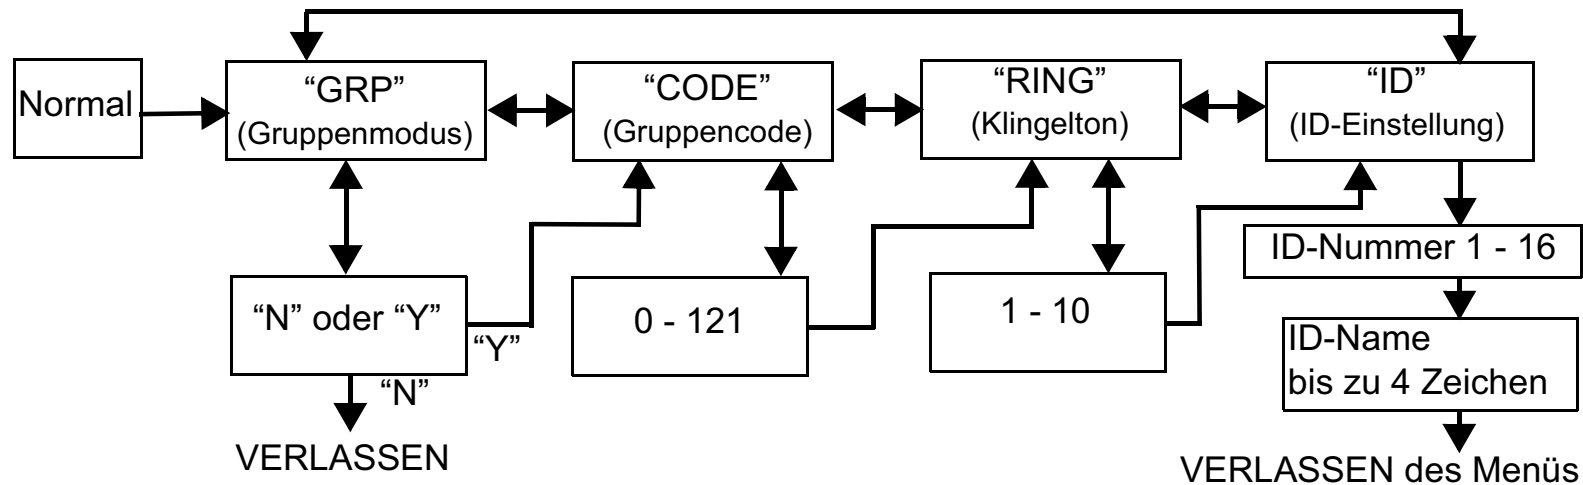 Normal
“GRP”
(Gruppenmodus)
“CODE”
(Gruppencode)
“RING”
(Klingelton)
“ID”
(ID-Einstellung)
“N” oder “Y”
“Y”
“N”
VERLASSEN
0 - 121
1 - 10
ID-Nummer 1 - 16
ID-Name
bis zu 4 Zeichen
VERLASSEN des Menüs